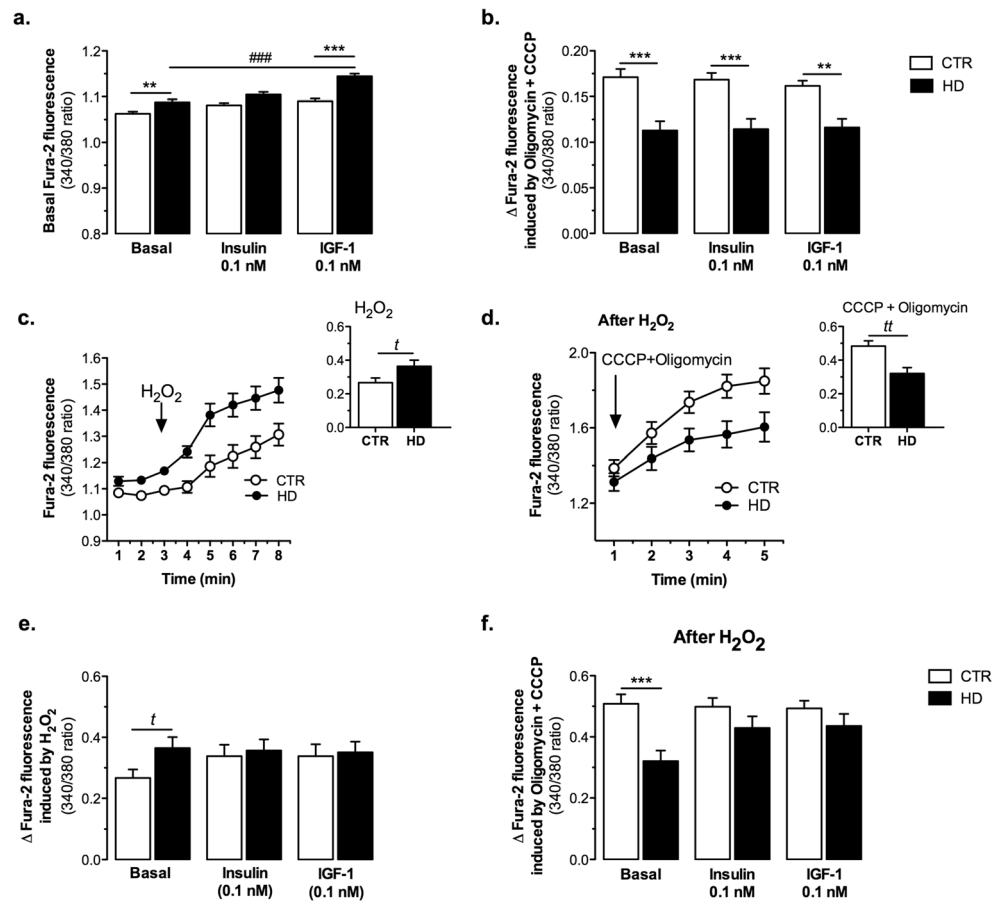 a.
Basal Fura-2 fluorescence
(340/380 ratio)
1.2
1.1
1.0
0.9
0.8
**
###
***
Basal
Insulin
0.1 nM
IGF-1
0.1 nM
b.
Δ Fura-2 fluorescence
induced by Oligomycin + CCCP
(340/380 ratio)
0.20
0.15
0.10
0.05
0.00
***
***
**
Basal
Insulin
0.1 nM
IGF-1
0.1 nM
CTR
HD
c.
Fura-2 fluorescence
(340/380 ratio)
1.6
1.5
1.4
1.3
1.2
1.1
1.0
0.9
H2O2
CTR
HD
1 2 3 4 5 6 7 8
Time (min)
H2O2
0.6
0.4
0.2
0.0
t
CTR HD
d.
After H2O2
CCCP+Oligomycin
Fura-2 fluorescence
(340/380 ratio)
2.0
1.6
1.2
CTR
HD
1 2 3 4 5
Time (min)
CCCP + Oligomycin
0.6
0.4
0.2
0.0
tt
CTR HD
e.
Δ Fura-2 fluorescence
induced by H2O2
(340/380 ratio)
0.6
0.4
0.2
0.0
t
Basal
Insulin
(0.1 nM)
IGF-1
(0.1 nM)
f.
After H2O2
Δ Fura-2 fluorescence
induced by Oligomycin + CCCP
(340/380 ratio)
0.6
0.4
0.2
0.0
***
Basal
Insulin
0.1 nM
IGF-1
0.1 nM
CTR
HD